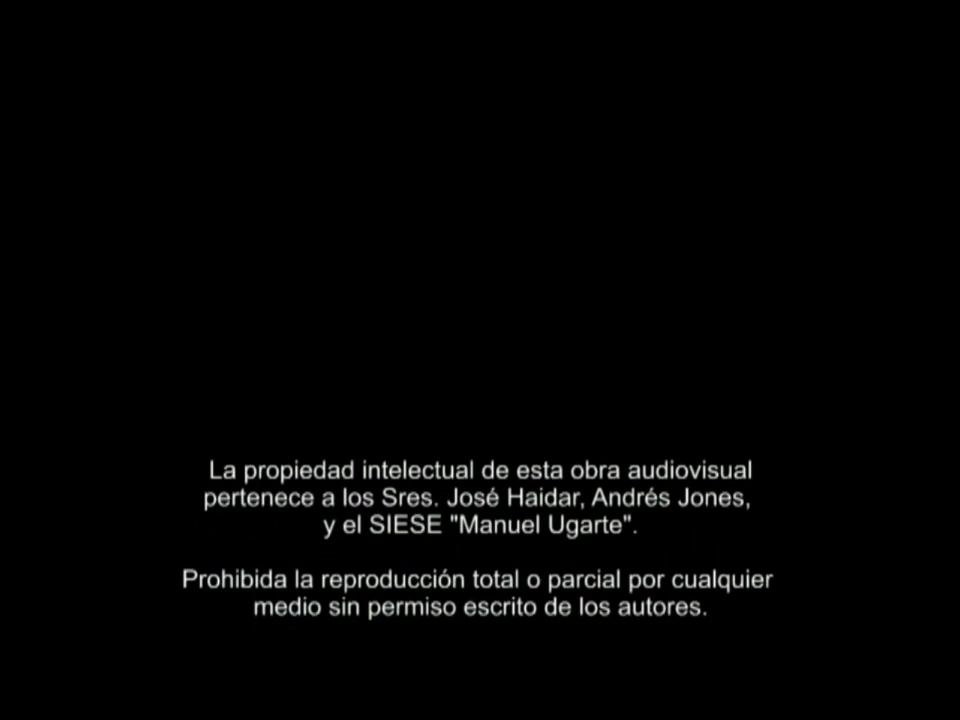 La propiedad intelectual de esta obra audiovisual
pertenece a los Sres. José Haidar, Andrés Jones,
y el SIESE "Manuel Ugarte".
Prohibida la reproducción total o parcial por cualquier
medio sin permiso escrito de los autores.